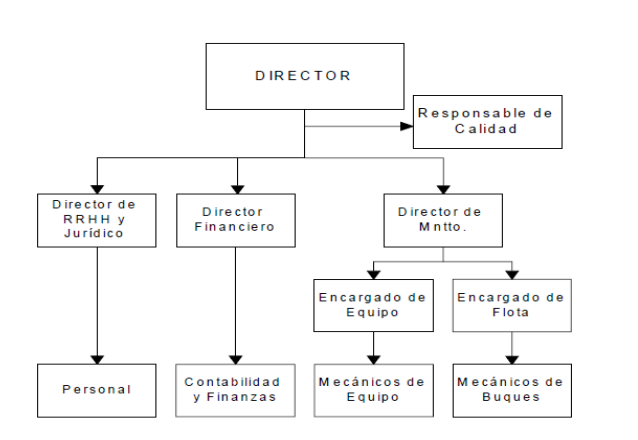 DIRECTOR
Responsable de
Calidad
Director de
RRHH y
Jurídico
Director
Financiero
Director de
Mntto.
Encargado de
Equipo
Encargado de
Flota
Personal
Contabilidad
y Finanzas
Mecánicos de
Equipo
Mecánicos de
Buques